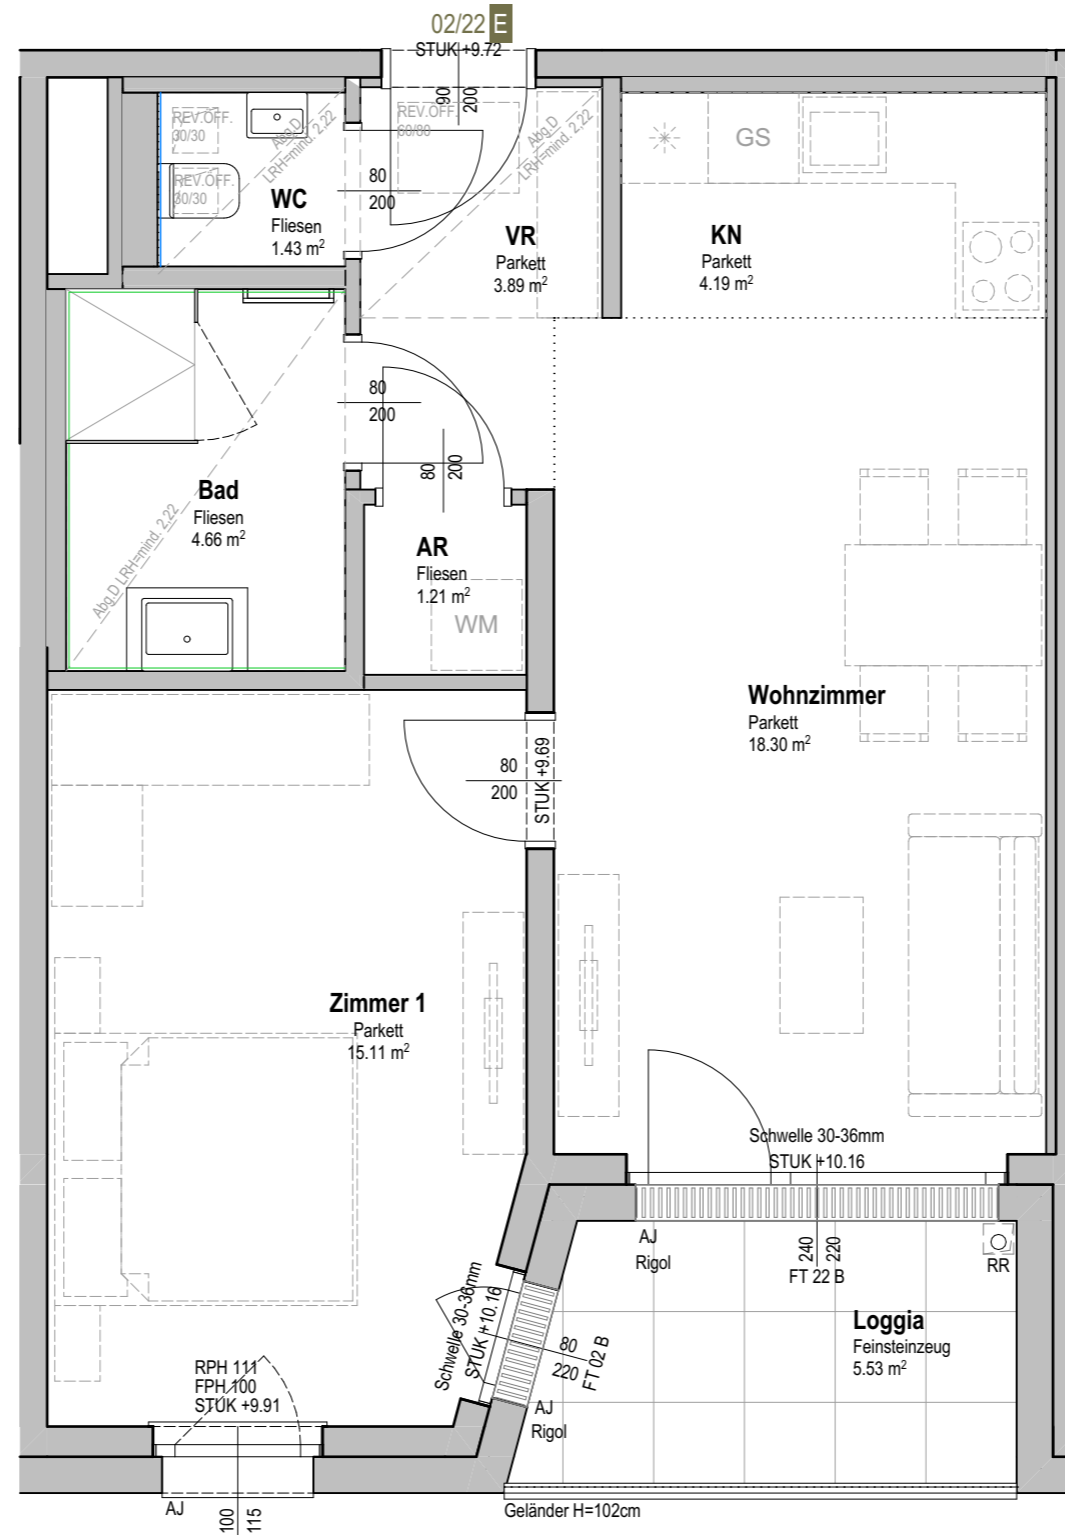 02/22 E
STUK +9.72
90
200
REV.OFF.
30/30
REV.OFF.
30/30
Abg.D
LRH=mind. 2,22
WC
Fliesen
1.43 m²
80
200
REV.OFF.
60/80
Abg.D
LRH=mind. 2,22
VR
Parkett
3.89 m²
GS
KN
Parkett
4.19 m²
80
200
80
200
Bad
Fliesen
4.66 m²
Abg.D LRH=mind. 2,22
AR
Fliesen
1.21 m²
WM
Wohnzimmer
Parkett
18.30 m²
80
200
STUK +9.69
Zimmer 1
Parkett
15.11 m²
Schwelle 30-36mm
STUK +10.16
AJ
Rigol
240
220
FT 22 B
RR
Schwelle 30-36mm
STUK +10.16
80
220
FT 02 B
Loggia
Feinsteinzeug
5.53 m²
RPH 111
FPH 100
STUK +9.91
AJ
Rigol
AJ
100
115
Geländer H=102cm